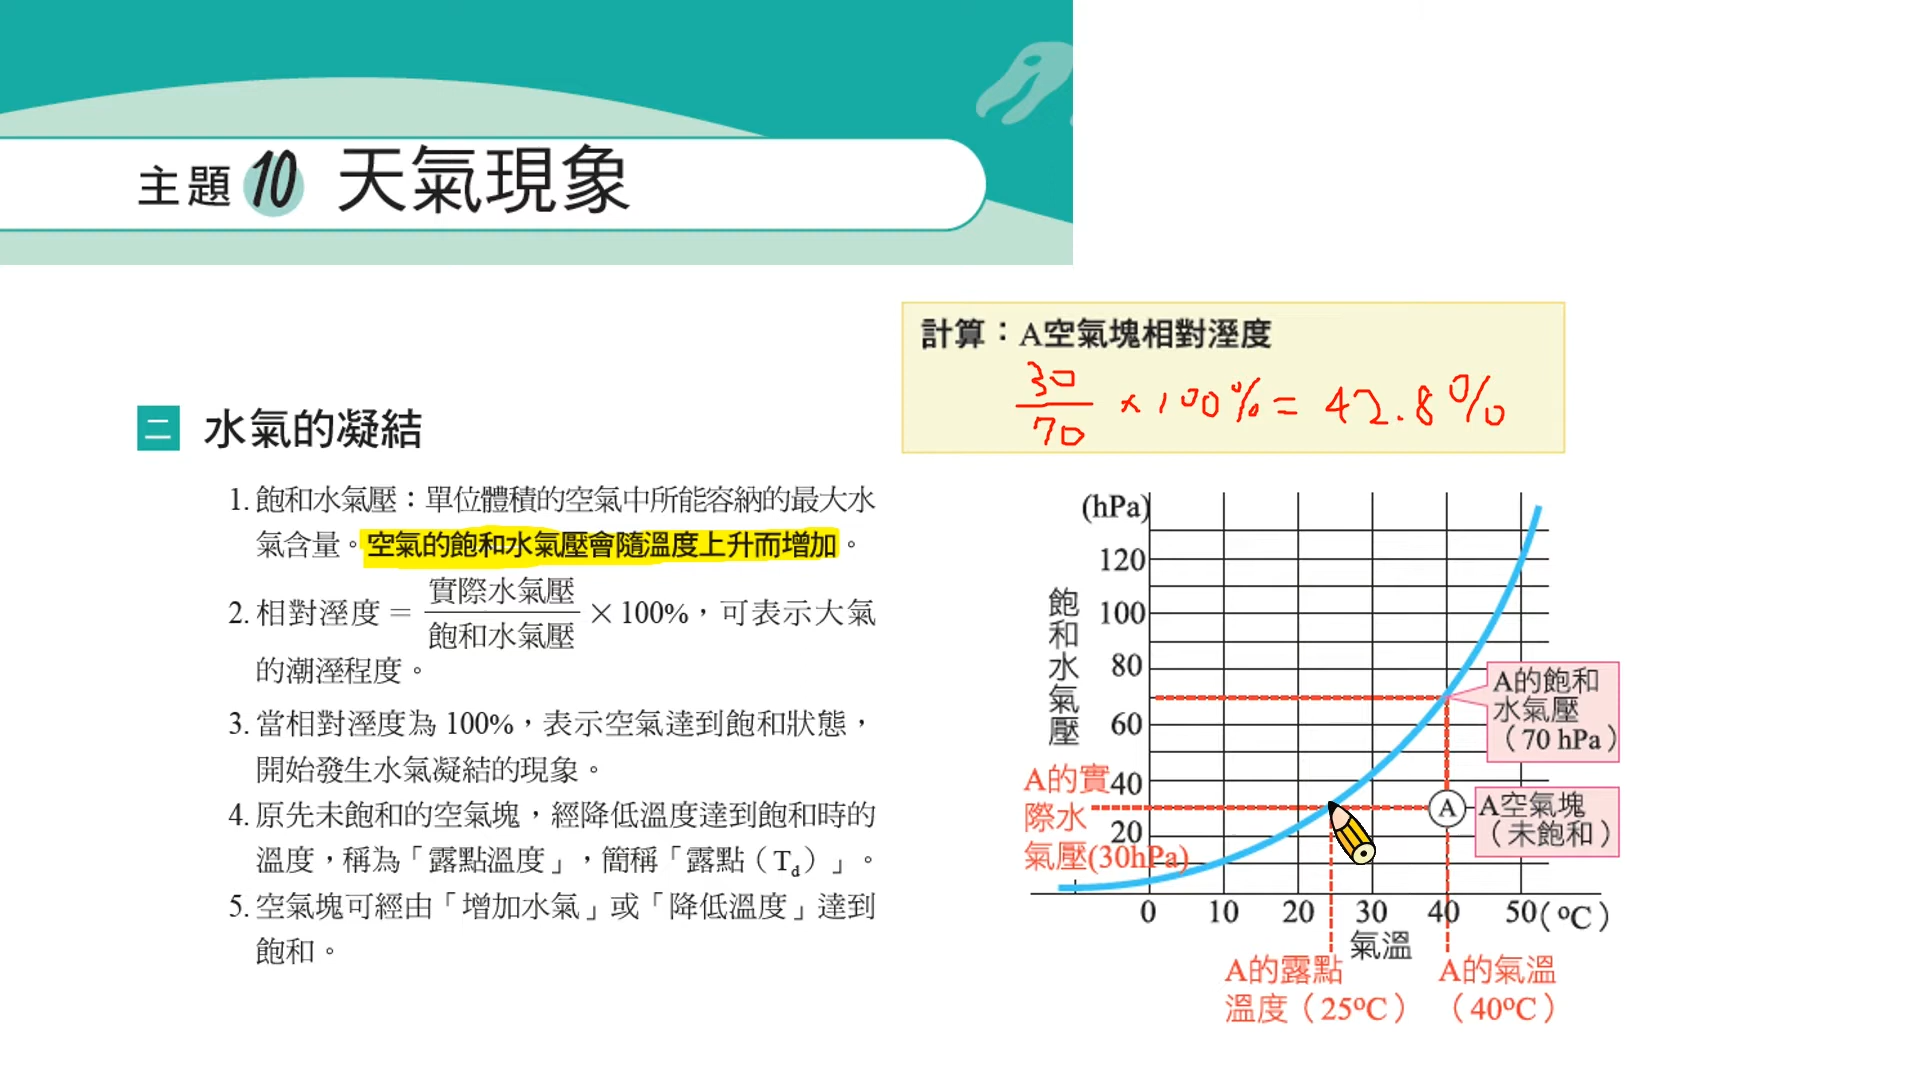 主題10 天氣現象
計算：A空氣塊相對溼度
30/70 × 100% = 42.8%
二 水氣的凝結
1. 飽和水氣壓：單位體積的空氣中所能容納的最大水
氣含量。空氣的飽和水氣壓會隨溫度上升而增加。
2. 相對溼度 = 實際水氣壓/飽和水氣壓 × 100%，可表示大氣
的潮溼程度。
3. 當相對溼度為 100%，表示空氣達到飽和狀態，
開始發生水氣凝結的現象。
4. 原先未飽和的空氣塊，經降低溫度達到飽和時的
溫度，稱為「露點溫度」，簡稱「露點（Td）」。
5. 空氣塊可經由「增加水氣」或「降低溫度」達到
飽和。
(hPa)
飽和水氣壓
120
100
80
60
40
20
A的實
際水
氣壓(30hPa)
A的飽和
水氣壓
（70 hPa）
A
A空氣塊
（未飽和）
0 10 20 30 40 50(ºC)
氣溫
A的露點
溫度（25ºC）
A的氣溫
（40ºC）